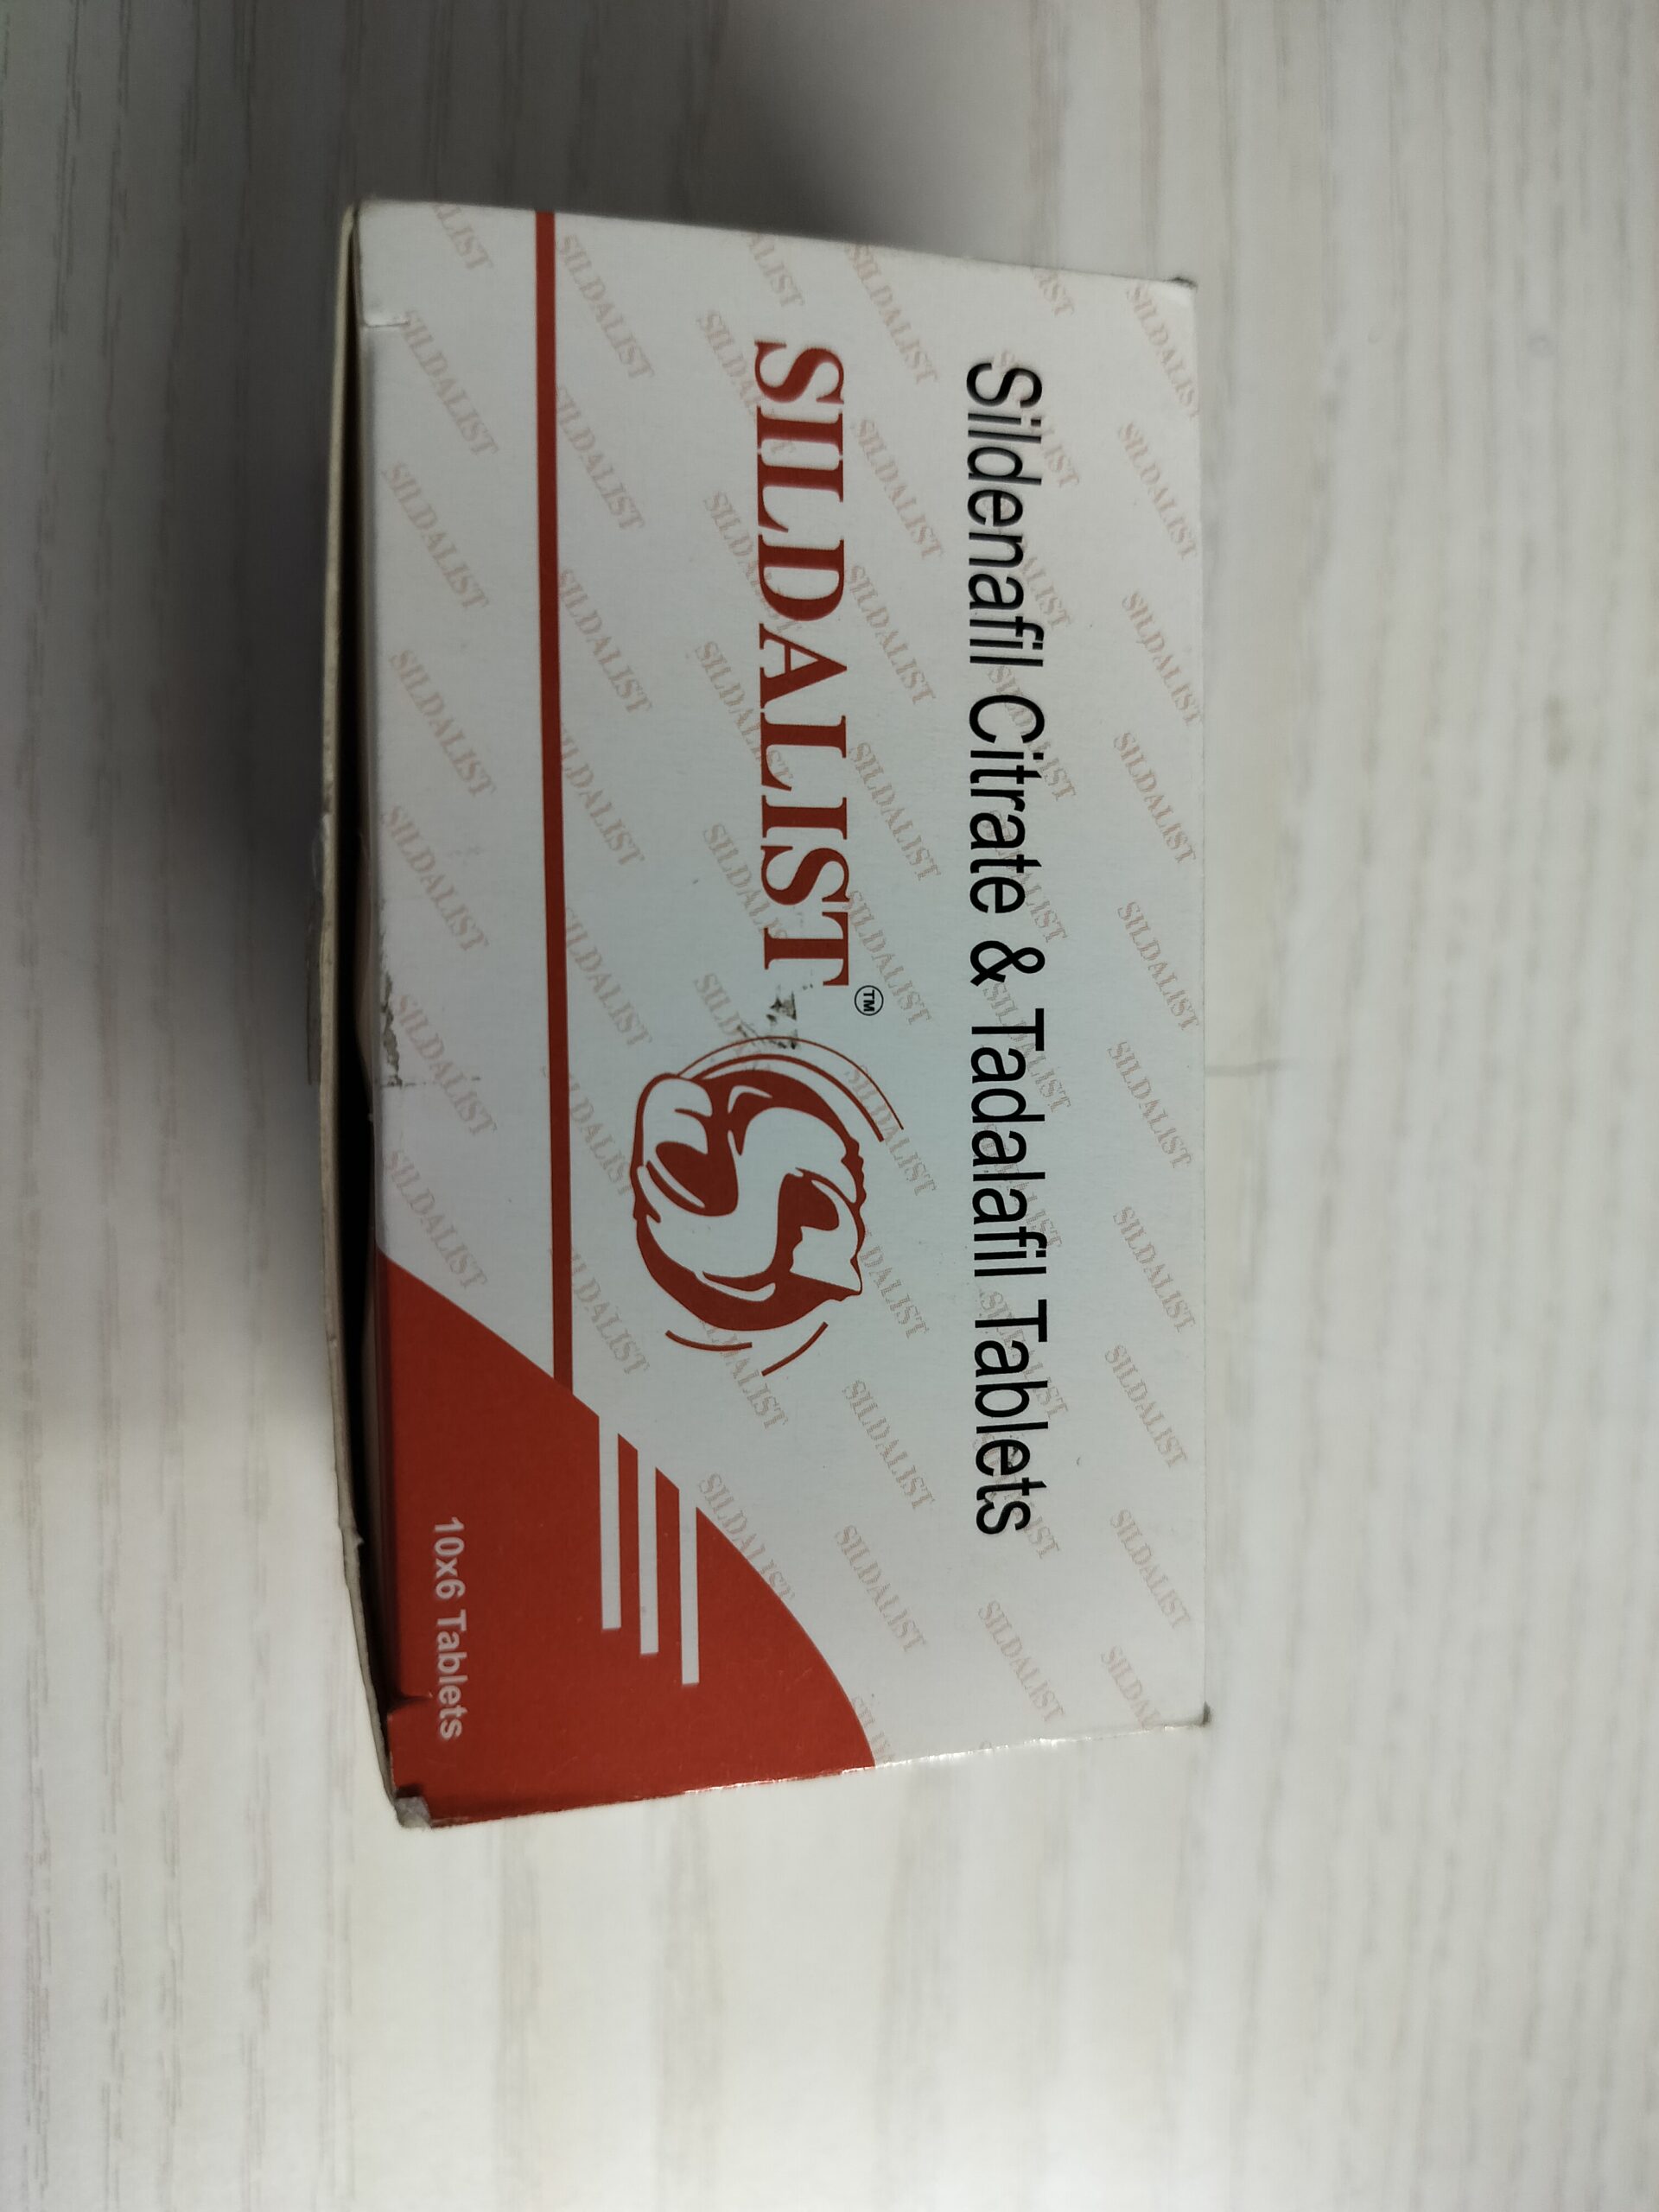 Sildenafil Citrate & Tadalafil Tablets
SILDALIST™
10x6 Tablets